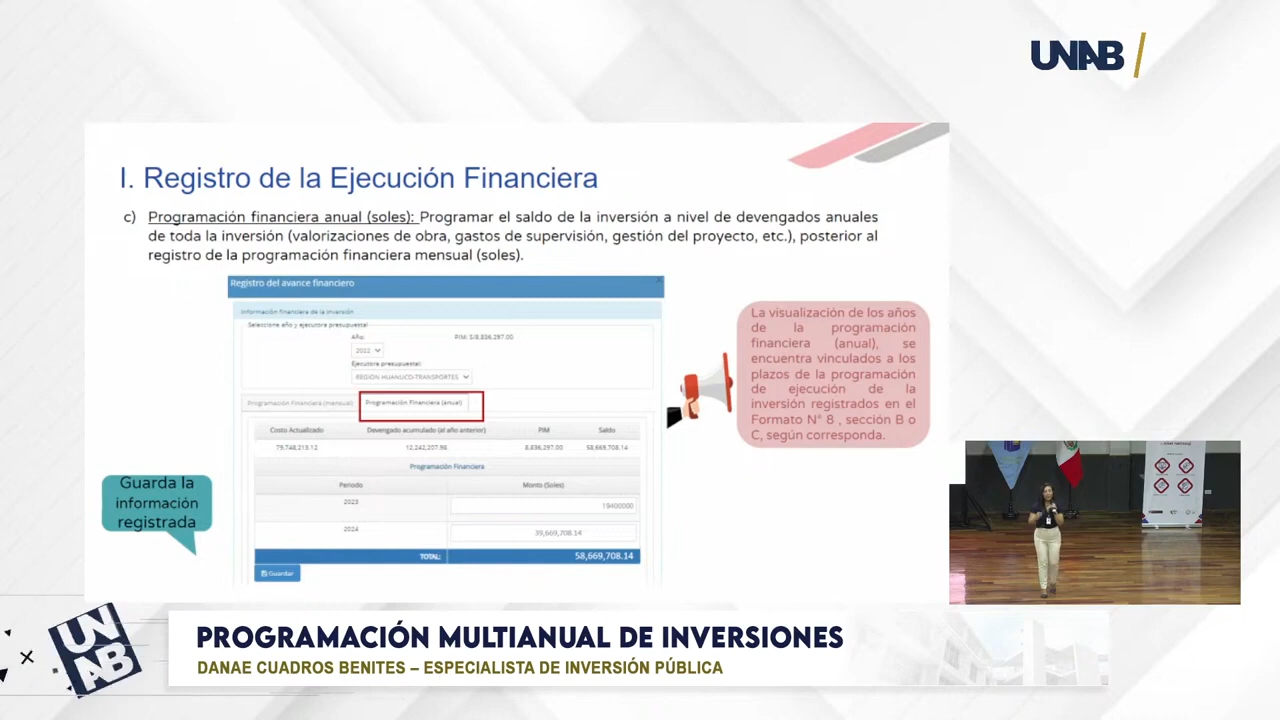 UNAB
I. Registro de la Ejecución Financiera
c) Programación financiera anual (soles): Programar el saldo de la inversión a nivel de devengados anuales
de toda la inversión (valorizaciones de obra, gastos de supervisión, gestión del proyecto, etc.), posterior al
registro de la programación financiera mensual (soles).
Registro del avance financiero
Información financiera de la inversión
Seleccione año y ejecutora presupuestal
Año: PIM: S/8,836,297.00
2022
Ejecutora presupuestal:
REGION HUANUCO-TRANSPORTES
Programación Financiera (mensual) Programación Financiera (anual)
Costo Actualizado Devengado acumulado (al año anterior) PIM Saldo
79,748,213.12 12,242,207.98 8,836,297.00 58,669,708.14
Programación Financiera
Periodo Monto (Soles)
2023 19400000
2024 39,669,708.14
TOTAL: 58,669,708.14
Guardar
Guarda la
información
registrada
La visualización de los años
de la programación
financiera (anual), se
encuentra vinculados a los
plazos de la programación
de ejecución de la
inversión registrados en el
Formato N° 8 , sección B o
C, según corresponda.
UN
AB
PROGRAMACIÓN MULTIANUAL DE INVERSIONES
DANAE CUADROS BENITES – ESPECIALISTA DE INVERSIÓN PÚBLICA